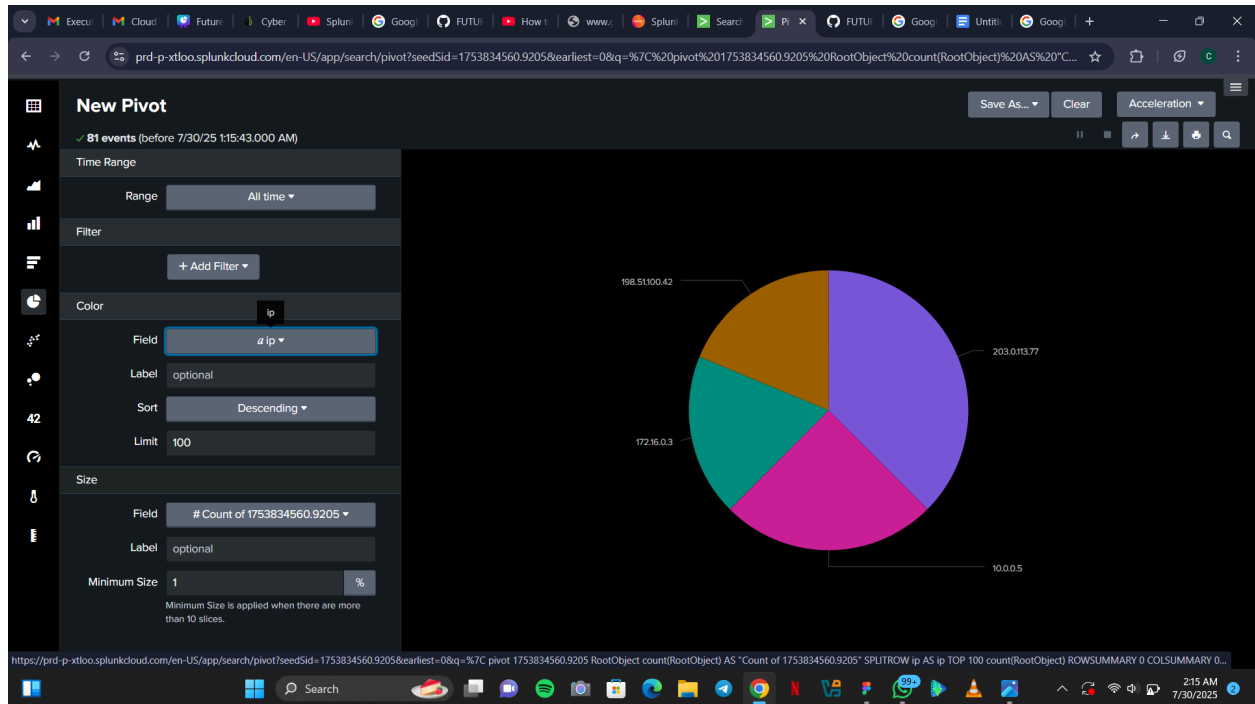 Execut
Cloud
Future
Cyber
Splunk
Googl
FUTUR
How t
www.g
Splunk
Search
Pi
FUTUR
Googl
Untitle
Googl
prd-p-xtloo.splunkcloud.com/en-US/app/search/pivot?seedSid=1753834560.9205&earliest=0&q=%7C%20pivot%201753834560.9205%20RootObject%20count(RootObject)%20AS%20"C...
C
New Pivot
Save As...
Clear
Acceleration
81 events (before 7/30/25 1:15:43.000 AM)
Time Range
Range
All time
Filter
+ Add Filter
Color
ip
Field
a ip
Label
optional
Sort
Descending
Limit
100
Size
Field
# Count of 1753834560.9205
Label
optional
Minimum Size
1
%
Minimum Size is applied when there are more
than 10 slices.
42
198.51.100.42
203.0.113.77
172.16.0.3
10.0.0.5
https://prd-p-xtloo.splunkcloud.com/en-US/app/search/pivot?seedSid=1753834560.9205&earliest=0&q=%7C pivot 1753834560.9205 RootObject count(RootObject) AS "Count of 1753834560.9205" SPLITROW ip AS ip TOP 100 count(RootObject) ROWSUMMARY 0 COLSUMMARY 0...
Search
99+
2:15 AM
7/30/2025
2